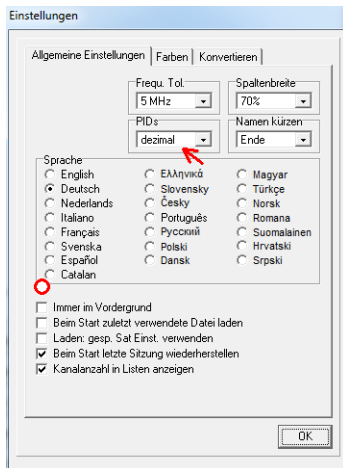 Einstellungen
Allgemeine Einstellungen Farben Konvertieren
Frequ. Tol. Spaltenbreite
5 MHz 70%
PIDs Namen kürzen
dezimal Ende
Sprache
English Ελληνικά Magyar
Deutsch Slovensky Türkçe
Nederlands Česky Norsk
Italiano Português Romana
Français Русский Suomalainen
Svenska Polski Hrvatski
Español Dansk Srpski
Catalan
Immer im Vordergrund
Beim Start zuletzt verwendete Datei laden
Laden: gesp. Sat Einst. verwenden
Beim Start letzte Sitzung wiederherstellen
Kanalanzahl in Listen anzeigen
OK